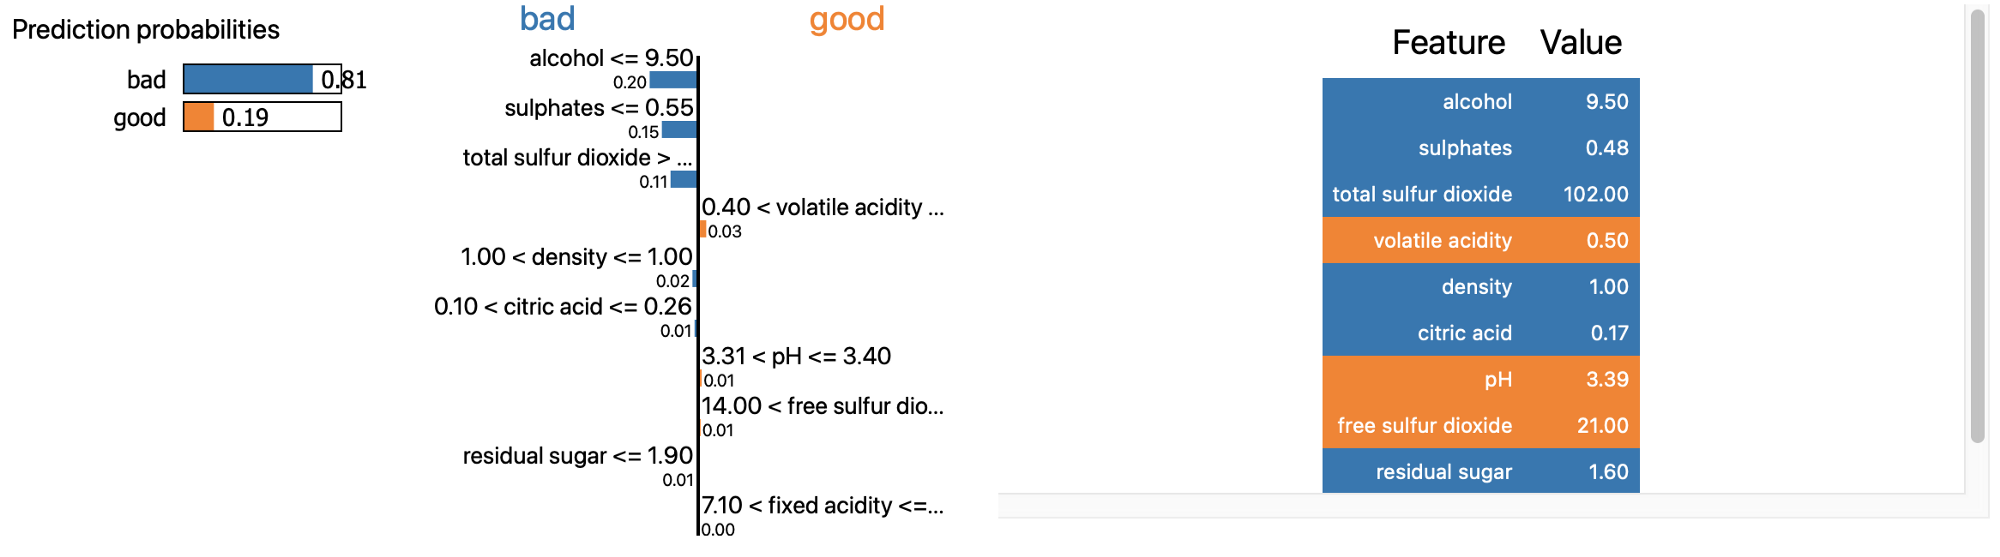 Prediction probabilities
bad 0.81
good 0.19
bad good
alcohol <= 9.50
0.20
sulphates <= 0.55
0.15
total sulfur dioxide > ...
0.11
0.40 < volatile acidity ...
0.03
1.00 < density <= 1.00
0.02
0.10 < citric acid <= 0.26
0.01
3.31 < pH <= 3.40
0.01
14.00 < free sulfur dio...
0.01
residual sugar <= 1.90
0.01
7.10 < fixed acidity <=...
0.00
Feature Value
alcohol 9.50
sulphates 0.48
total sulfur dioxide 102.00
volatile acidity 0.50
density 1.00
citric acid 0.17
pH 3.39
free sulfur dioxide 21.00
residual sugar 1.60